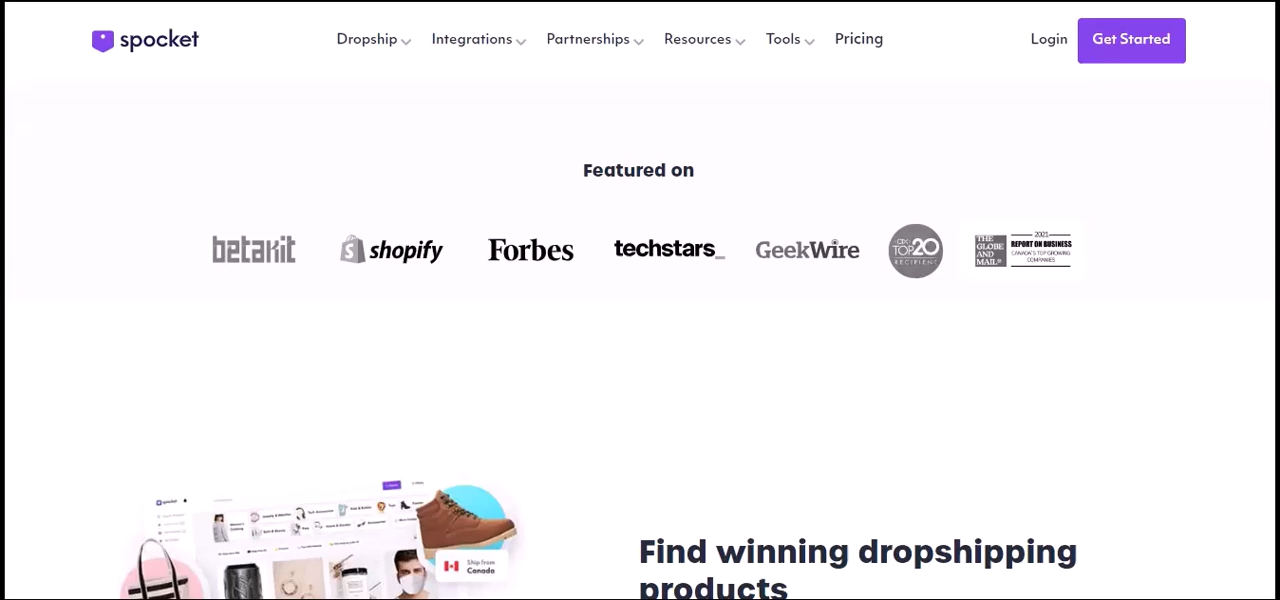 spocket
Dropship
Integrations
Partnerships
Resources
Tools
Pricing
Login
Get Started
Featured on
betakit
shopify
Forbes
techstars_
GeekWire
CIX
TOP20
RECIPIENT
THE
GLOBE
AND
MAIL*
2021
REPORT ON BUSINESS
CANADA'S TOP GROWING
COMPANIES
spocket
Ship from
Canada
Find winning dropshipping
products